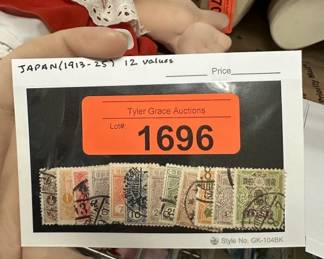 JAPAN (1913-25) 12 values
Price
Tyler Grace Auctions
Lot#:
1696
Style No. GK-104BK